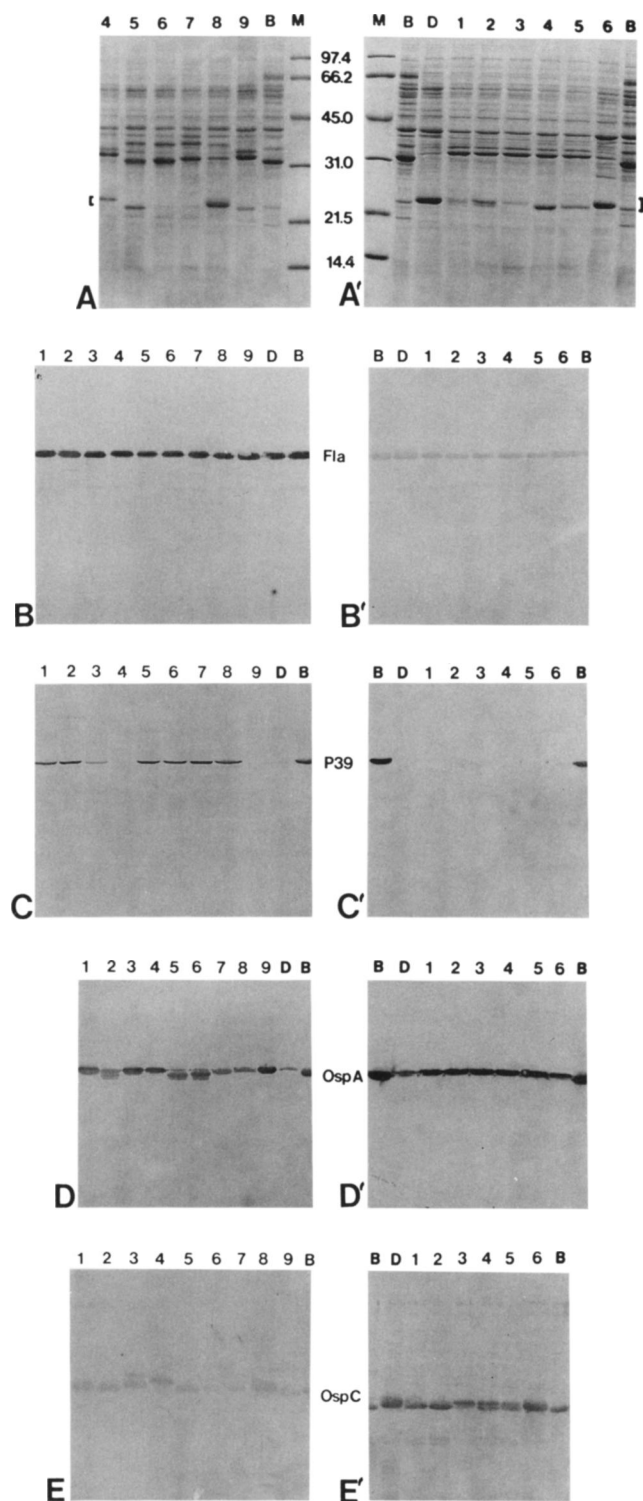 4 5 6 7 8 9 B M
M B D 1 2 3 4 5 6 B
97.4
66.2
45.0
31.0
21.5
14.4
A A'
1 2 3 4 5 6 7 8 9 D B
B D 1 2 3 4 5 6 B
Fla
B B'
1 2 3 4 5 6 7 8 9 D B
B D 1 2 3 4 5 6 B
P39
C C'
1 2 3 4 5 6 7 8 9 D B
B D 1 2 3 4 5 6 B
OspA
D D'
1 2 3 4 5 6 7 8 9 B
B D 1 2 3 4 5 6 B
OspC
E E'